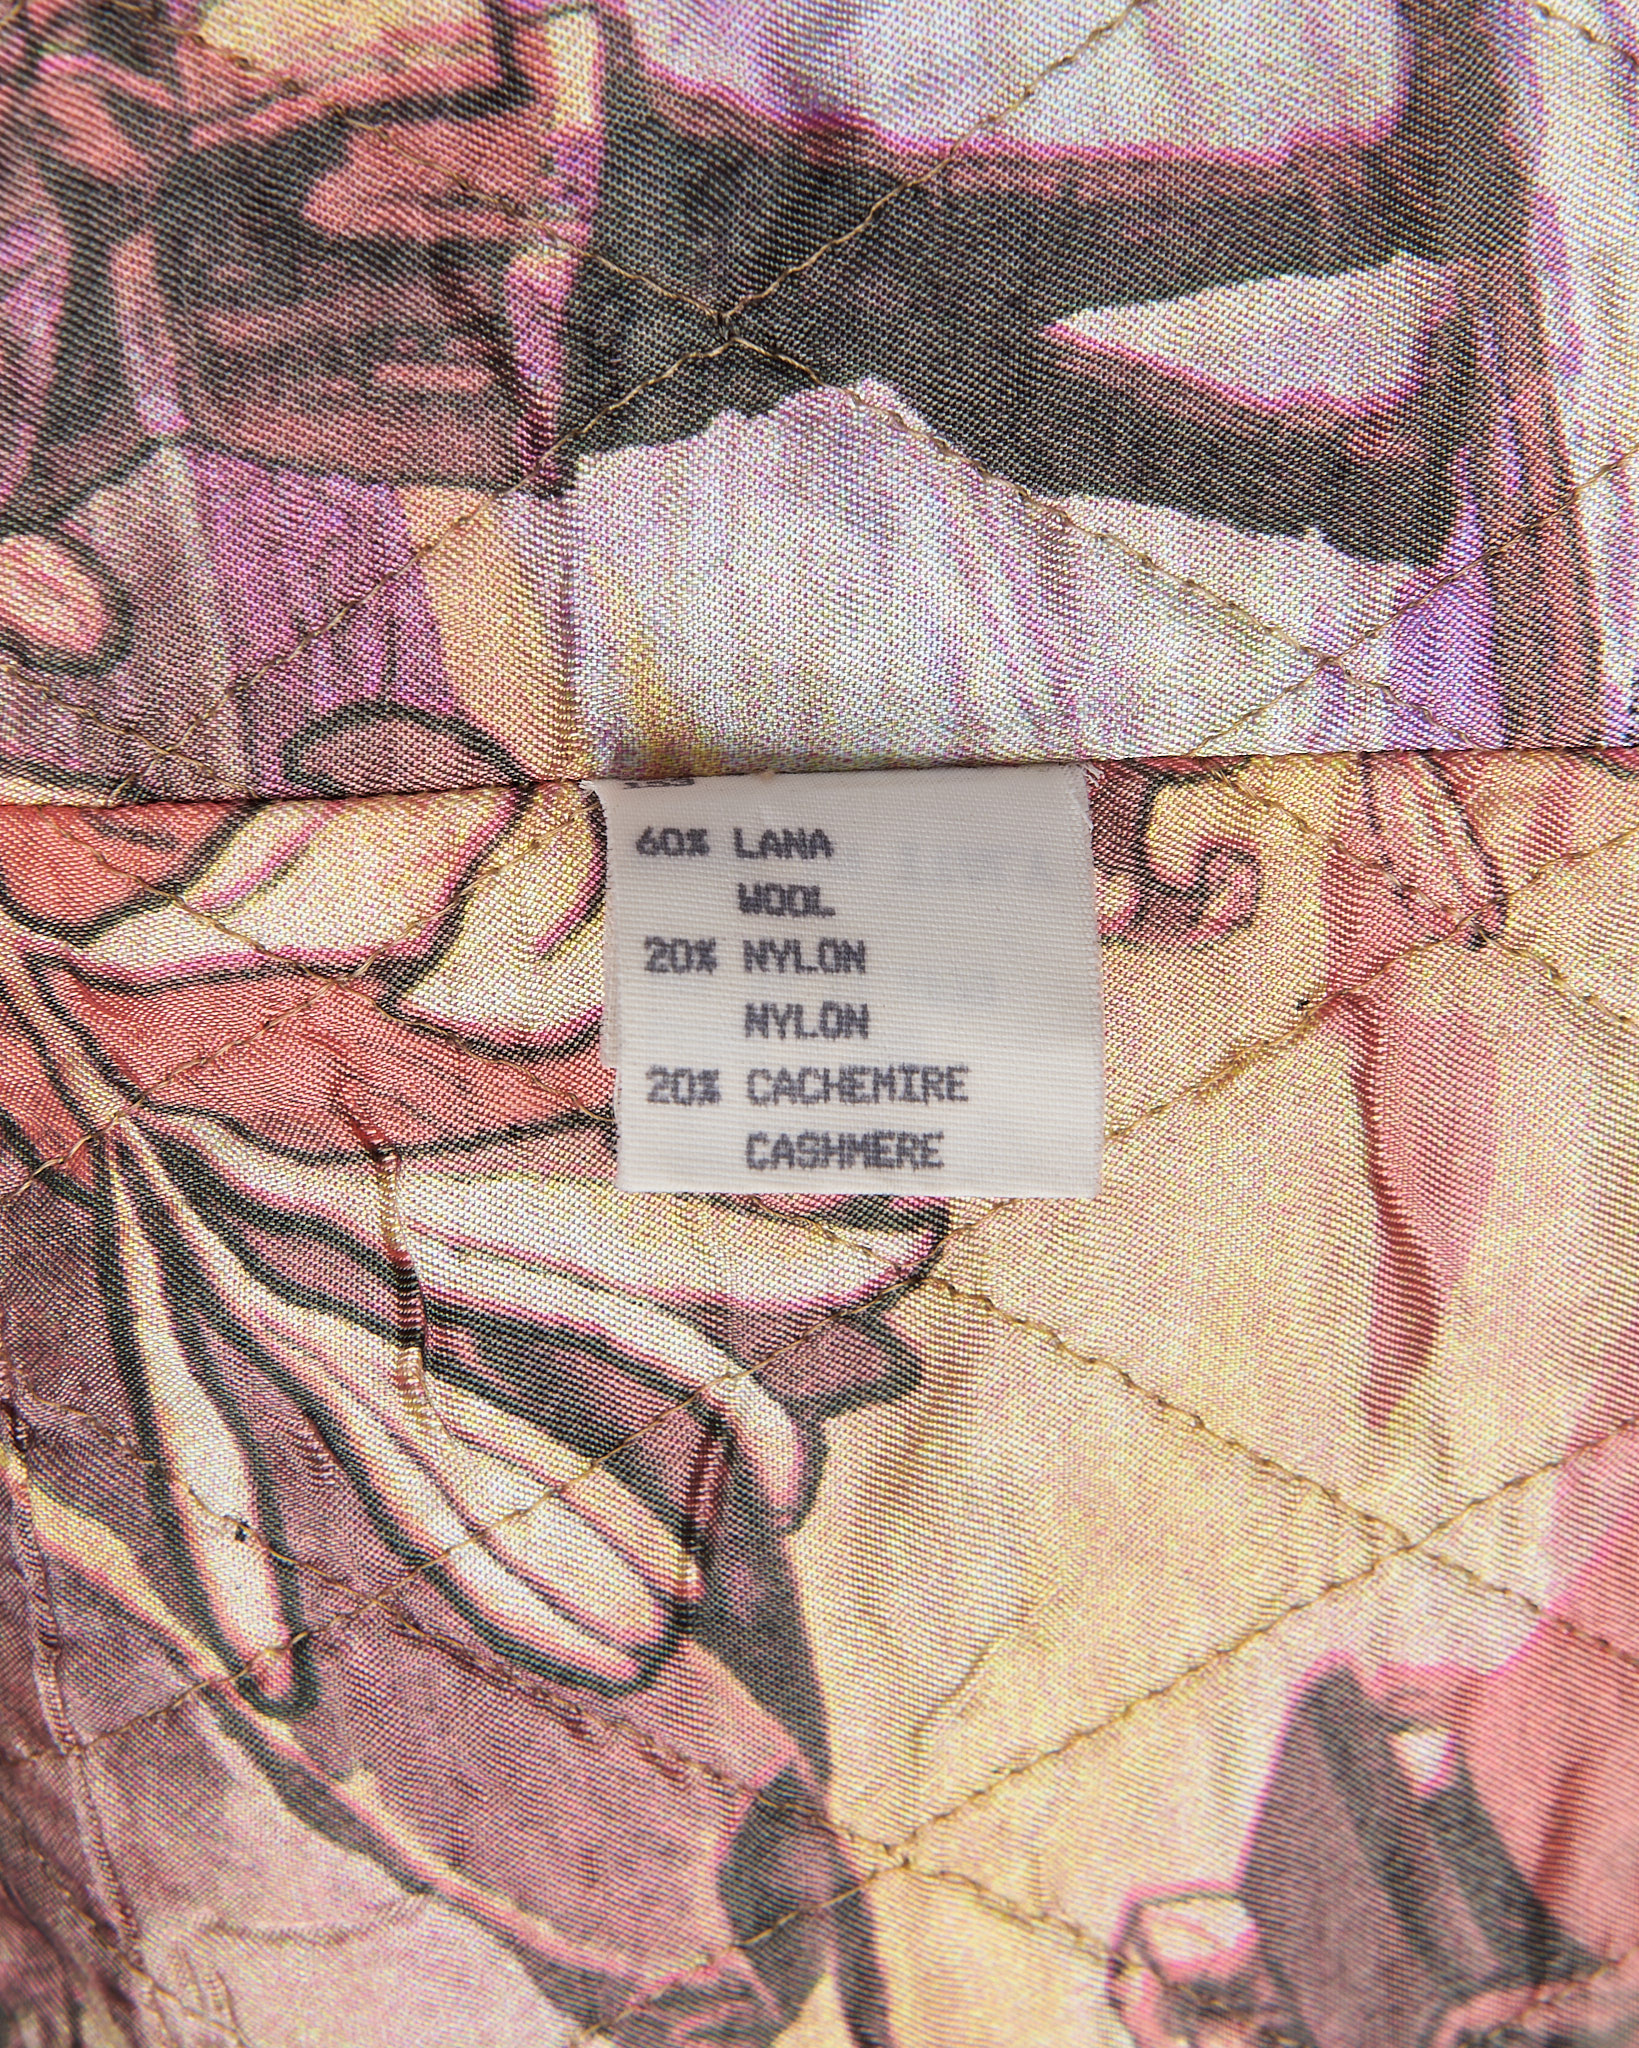 60% LANA
WOOL
20% NYLON
NYLON
20% CACHEMIRE
CASHMERE